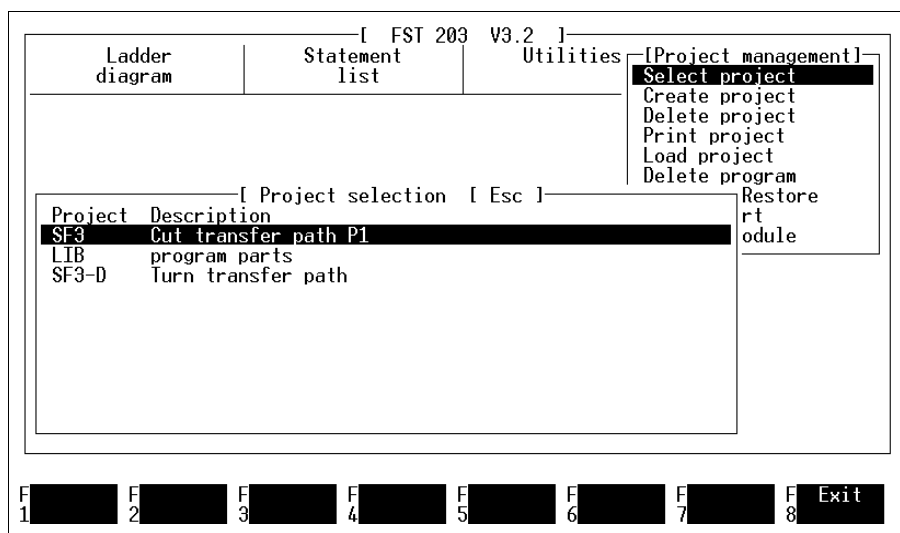 [ FST 203 V3.2 ]
Ladder diagram
Statement list
Utilities
[Project management]
Select project
Create project
Delete project
Print project
Load project
Delete program
Restore
rt
odule
[ Project selection [ Esc ]
Project Description
SF3 Cut transfer path P1
LIB program parts
SF3-D Turn transfer path
F1 F2 F3 F4 F5 F6 F7 F8 Exit